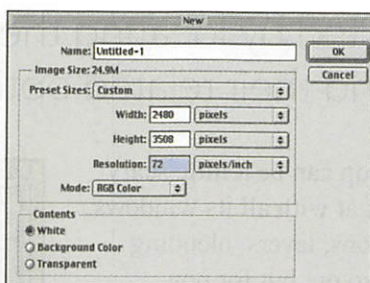 New
Name: Untitled-1
OK
Image Size: 24.9M
Cancel
Preset Sizes: Custom
Width: 2480 pixels
Height: 3508 pixels
Resolution: 72 pixels/inch
Mode: RGB Color
Contents
White
Background Color
Transparent